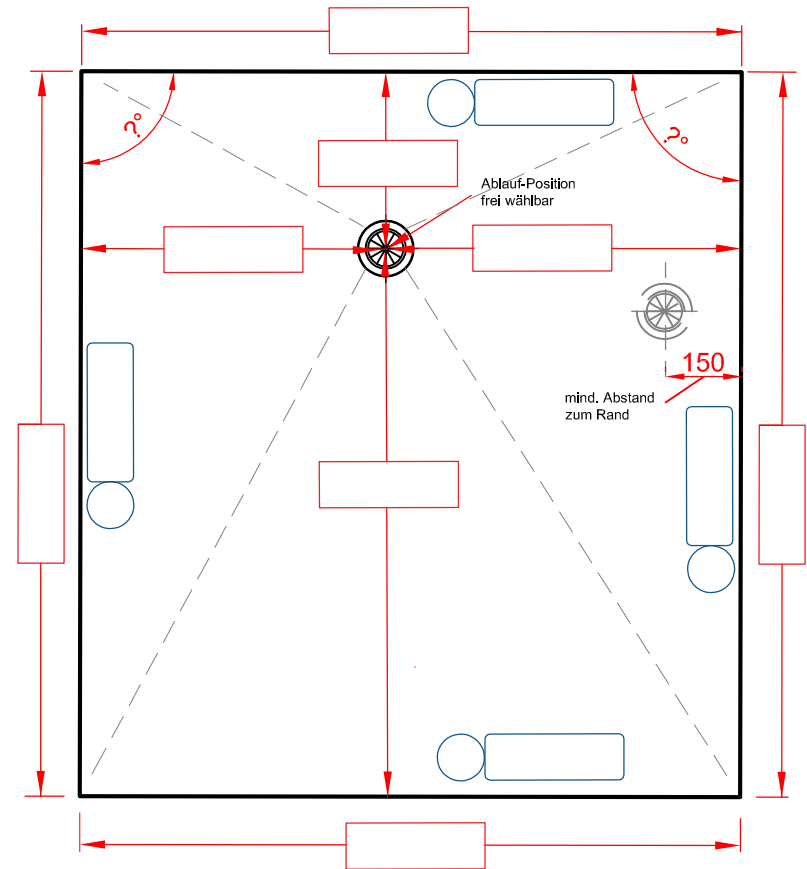 ?°
?°
Ablauf-Position
frei wählbar
150
mind. Abstand
zum Rand